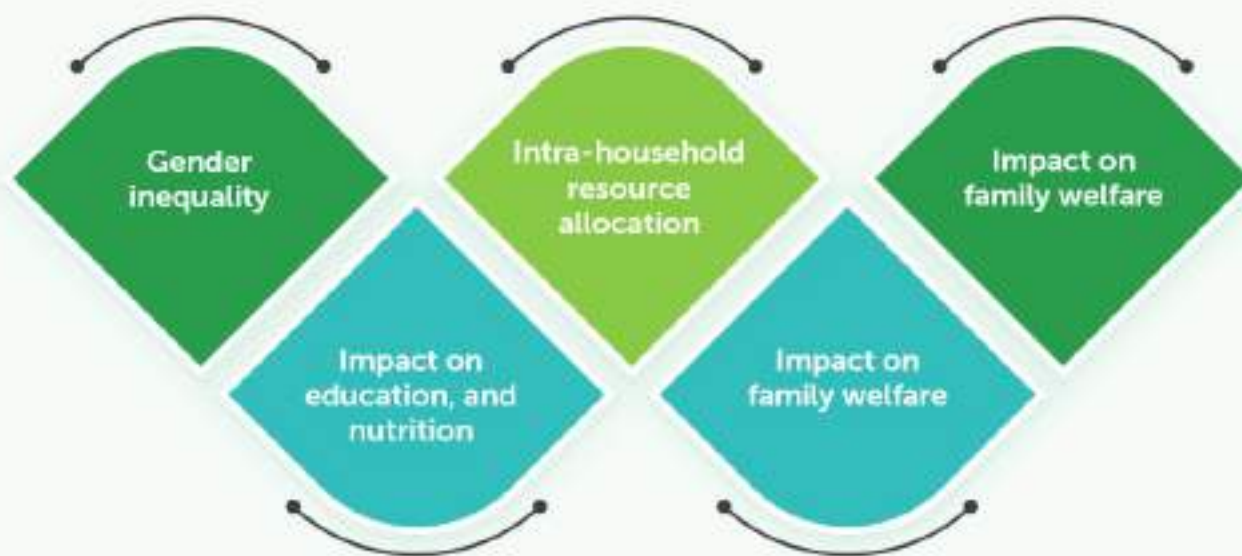 Gender
inequality
Impact on
education, and
nutrition
Intra-household
resource
allocation
Impact on
family welfare
Impact on
family welfare